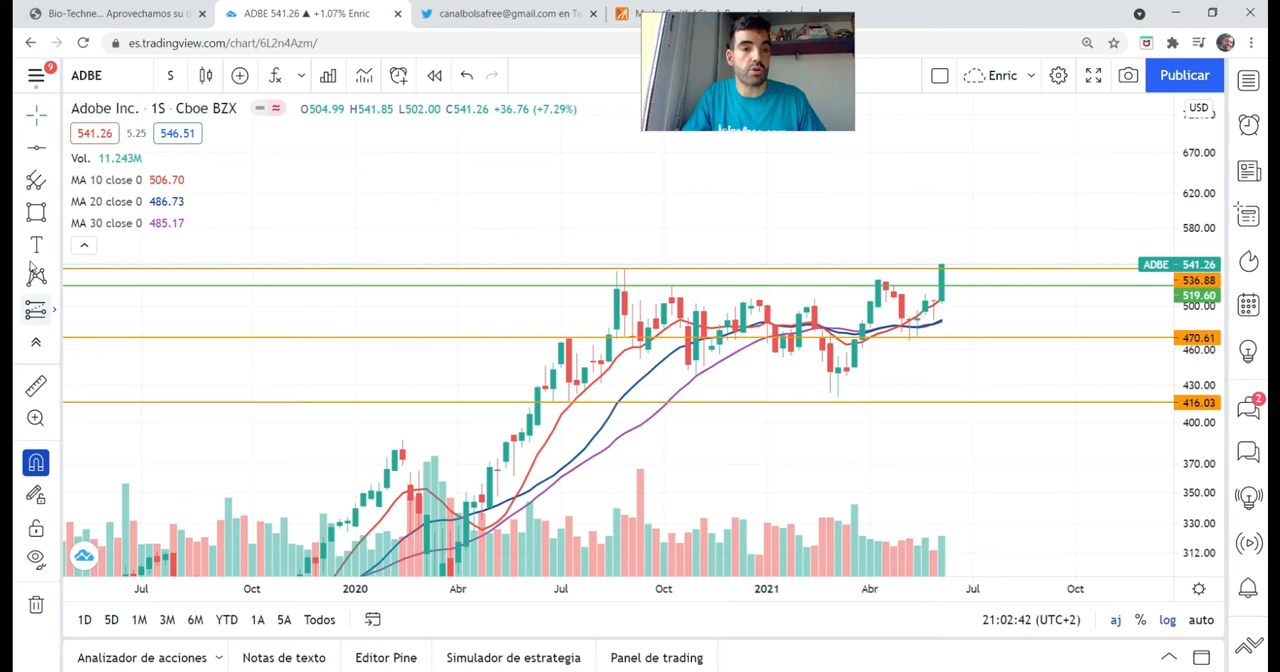 Bio-Techne... Aprovechamos su c
ADBE 541.26 ▲ +1.07% Enric
canalbolsafree@gmail.com en Tw
es.tradingview.com/chart/6L2n4Azm/
9
ADBE
S
Enric
Publicar
Adobe Inc. · 1S · Cboe BZX
O504.99 H541.85 L502.00 C541.26 +36.76 (+7.29%)
541.26 5.25 546.51
Vol. 11.243M
MA 10 close 0 506.70
MA 20 close 0 486.73
MA 30 close 0 485.17
USD
670.00
620.00
580.00
ADBE 541.26
536.88
519.60
500.00
470.61
460.00
430.00
416.03
400.00
370.00
350.00
330.00
312.00
2
Jul Oct 2020 Abr Jul Oct 2021 Abr Jul Oct
1D 5D 1M 3M 6M YTD 1A 5A Todos
21:02:42 (UTC+2) aj % log auto
Analizador de acciones Notas de texto Editor Pine Simulador de estrategia Panel de trading